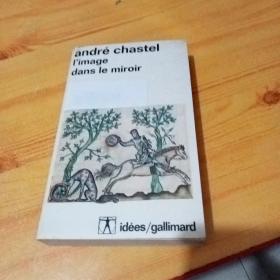 andré chastel
l'image
dans le miroir
idées/gallimard